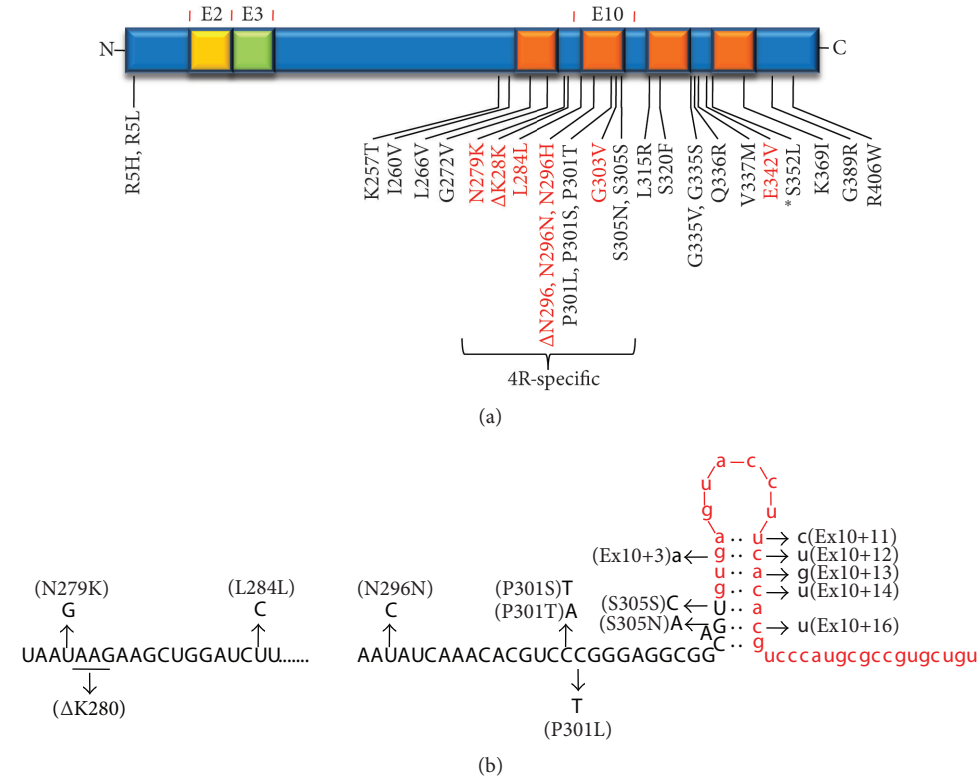 E2 E3 E10
N C
R5H, R5L
K257T
I260V
L266V
G272V
N279K
ΔK28K
L284L
ΔN296, N296N, N296H
P301L, P301S, P301T
G303V
S305N, S305S
L315R
S320F
G335V, G335S
Q336R
V337M
E342V
*S352L
K369I
G389R
R406W
4R-specific
(a)
a c c
u c
g u
a ·· u c(Ex10+11)
(Ex10+3)a g ·· c u(Ex10+12)
u ·· a g(Ex10+13)
g ·· c u(Ex10+14)
(S305S)C U a
(S305N)A G ·· c u(Ex10+16)
A
C ·· g
(N279K) (L284L) (N296N) (P301S)T
G C C (P301T)A
UAAUAAGAAGCUGGAUCUU...... AAUAUCAAACACGUCCCGGGAGGCGG ucccaugcgccgugcugu
(ΔK280) T
(P301L)
(b)